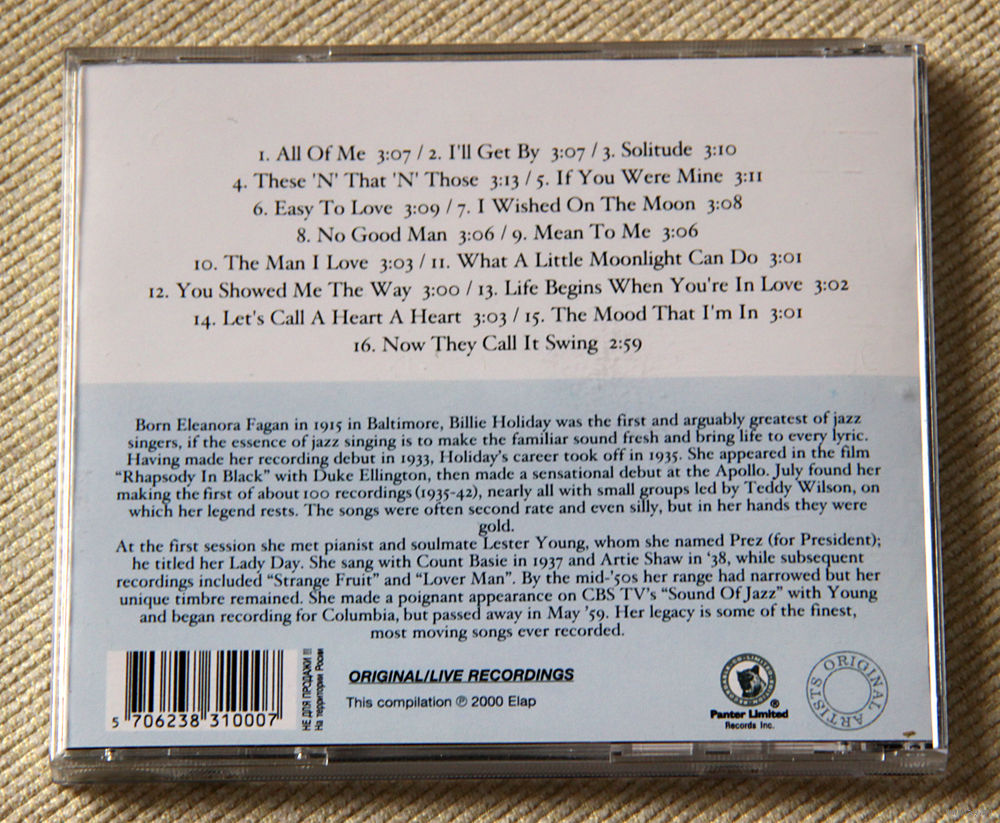 1. All Of Me 3:07 / 2. I'll Get By 3:07 / 3. Solitude 3:10
4. These 'N' That 'N' Those 3:13 / 5. If You Were Mine 3:11
6. Easy To Love 3:09 / 7. I Wished On The Moon 3:08
8. No Good Man 3:06 / 9. Mean To Me 3:06
10. The Man I Love 3:03 / 11. What A Little Moonlight Can Do 3:01
12. You Showed Me The Way 3:00 / 13. Life Begins When You're In Love 3:02
14. Let's Call A Heart A Heart 3:03 / 15. The Mood That I'm In 3:01
16. Now They Call It Swing 2:59
Born Eleanora Fagan in 1915 in Baltimore, Billie Holiday was the first and arguably greatest of jazz
singers, if the essence of jazz singing is to make the familiar sound fresh and bring life to every lyric.
Having made her recording debut in 1933, Holiday's career took off in 1935. She appeared in the film
“Rhapsody In Black” with Duke Ellington, then made a sensational debut at the Apollo. July found her
making the first of about 100 recordings (1935-42), nearly all with small groups led by Teddy Wilson, on
which her legend rests. The songs were often second rate and even silly, but in her hands they were
gold.
At the first session she met pianist and soulmate Lester Young, whom she named Prez (for President);
he titled her Lady Day. She sang with Count Basie in 1937 and Artie Shaw in ‘38, while subsequent
recordings included “Strange Fruit” and “Lover Man”. By the mid-’50s her range had narrowed but her
unique timbre remained. She made a poignant appearance on CBS TV's “Sound Of Jazz” with Young
and began recording for Columbia, but passed away in May ’59. Her legacy is some of the finest,
most moving songs ever recorded.
5 706238 310007
НЕ ДЛЯ ПРОДАЖИ !!!
На территории России
ORIGINAL/LIVE RECORDINGS
This compilation ℗ 2000 Elap
Panter Limited ®
Records Inc.
ORIGINAL ARTISTS